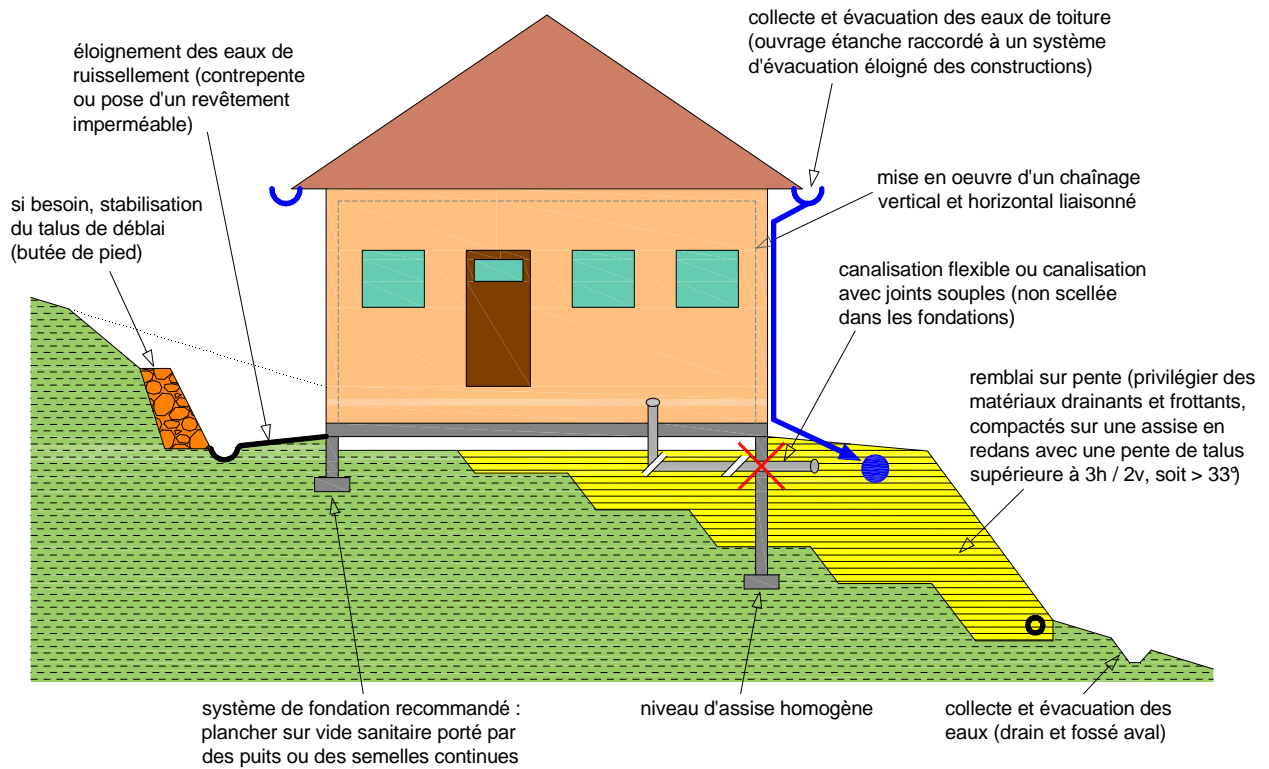 collecte et évacuation des eaux de toiture
(ouvrage étanche raccordé à un système
d'évacuation éloigné des constructions)
éloignement des eaux de
ruissellement (contrepente
ou pose d'un revêtement
imperméable)
mise en oeuvre d'un chaînage
vertical et horizontal liaisonné
si besoin, stabilisation
du talus de déblai
(butée de pied)
canalisation flexible ou canalisation
avec joints souples (non scellée
dans les fondations)
remblai sur pente (privilégier des
matériaux drainants et frottants,
compactés sur une assise en
redans avec une pente de talus
supérieure à 3h / 2v, soit > 33°)
système de fondation recommandé :
plancher sur vide sanitaire porté par
des puits ou des semelles continues
niveau d'assise homogène
collecte et évacuation des
eaux (drain et fossé aval)